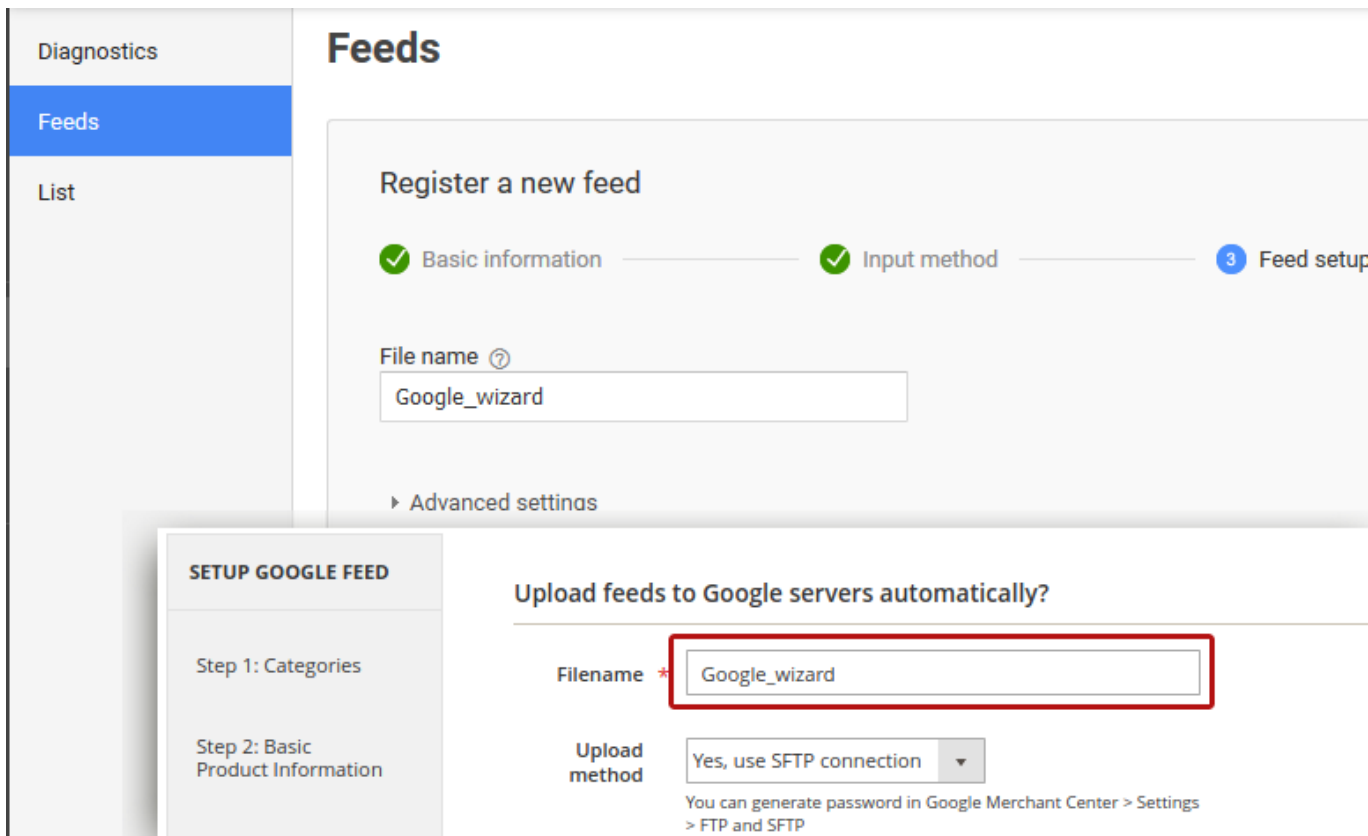 Diagnostics
Feeds
List
Feeds
Register a new feed
Basic information
Input method
3 Feed setup
File name ?
Google_wizard
Advanced settings
SETUP GOOGLE FEED
Step 1: Categories
Step 2: Basic
Product Information
Upload feeds to Google servers automatically?
Filename *
Google_wizard
Upload
method
Yes, use SFTP connection
You can generate password in Google Merchant Center > Settings
> FTP and SFTP